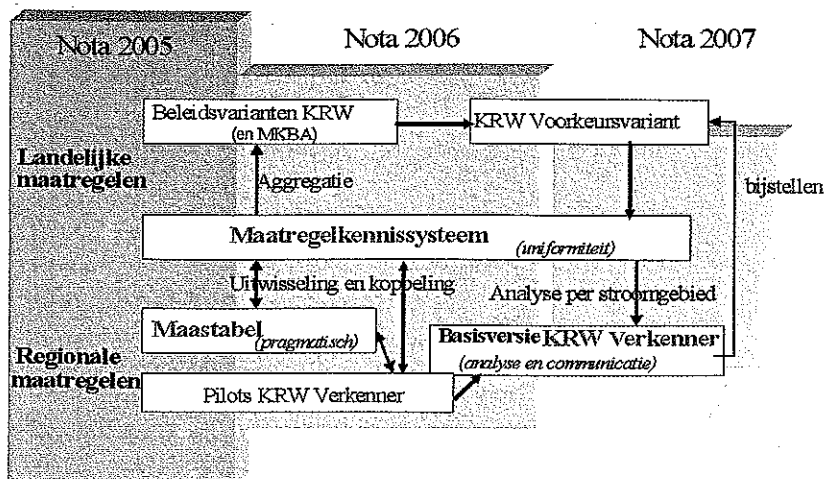 Nota 2005
Nota 2006
Nota 2007
Beleidsvarianten KRW
(en MKBA)
KRW Voorkeursvariant
Landelijke
maatregelen
Aggregatie
bijstellen
Maatregelkennissysteem
(uniformiteit)
Uitwisseling en koppeling
Analyse per stroomgebied
Maastabel
(pragmatisch)
Basisversie KRW Verkenner
(analyse en communicatie)
Regionale
maatregelen
Pilots KRW Verkenner